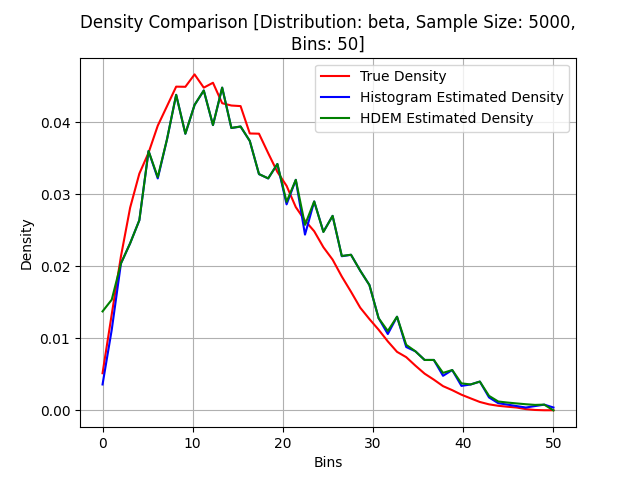 Density Comparison [Distribution: beta, Sample Size: 5000,
Bins: 50]
True Density
Histogram Estimated Density
HDEM Estimated Density
Density
0.04
0.03
0.02
0.01
0.00
0 10 20 30 40 50
Bins